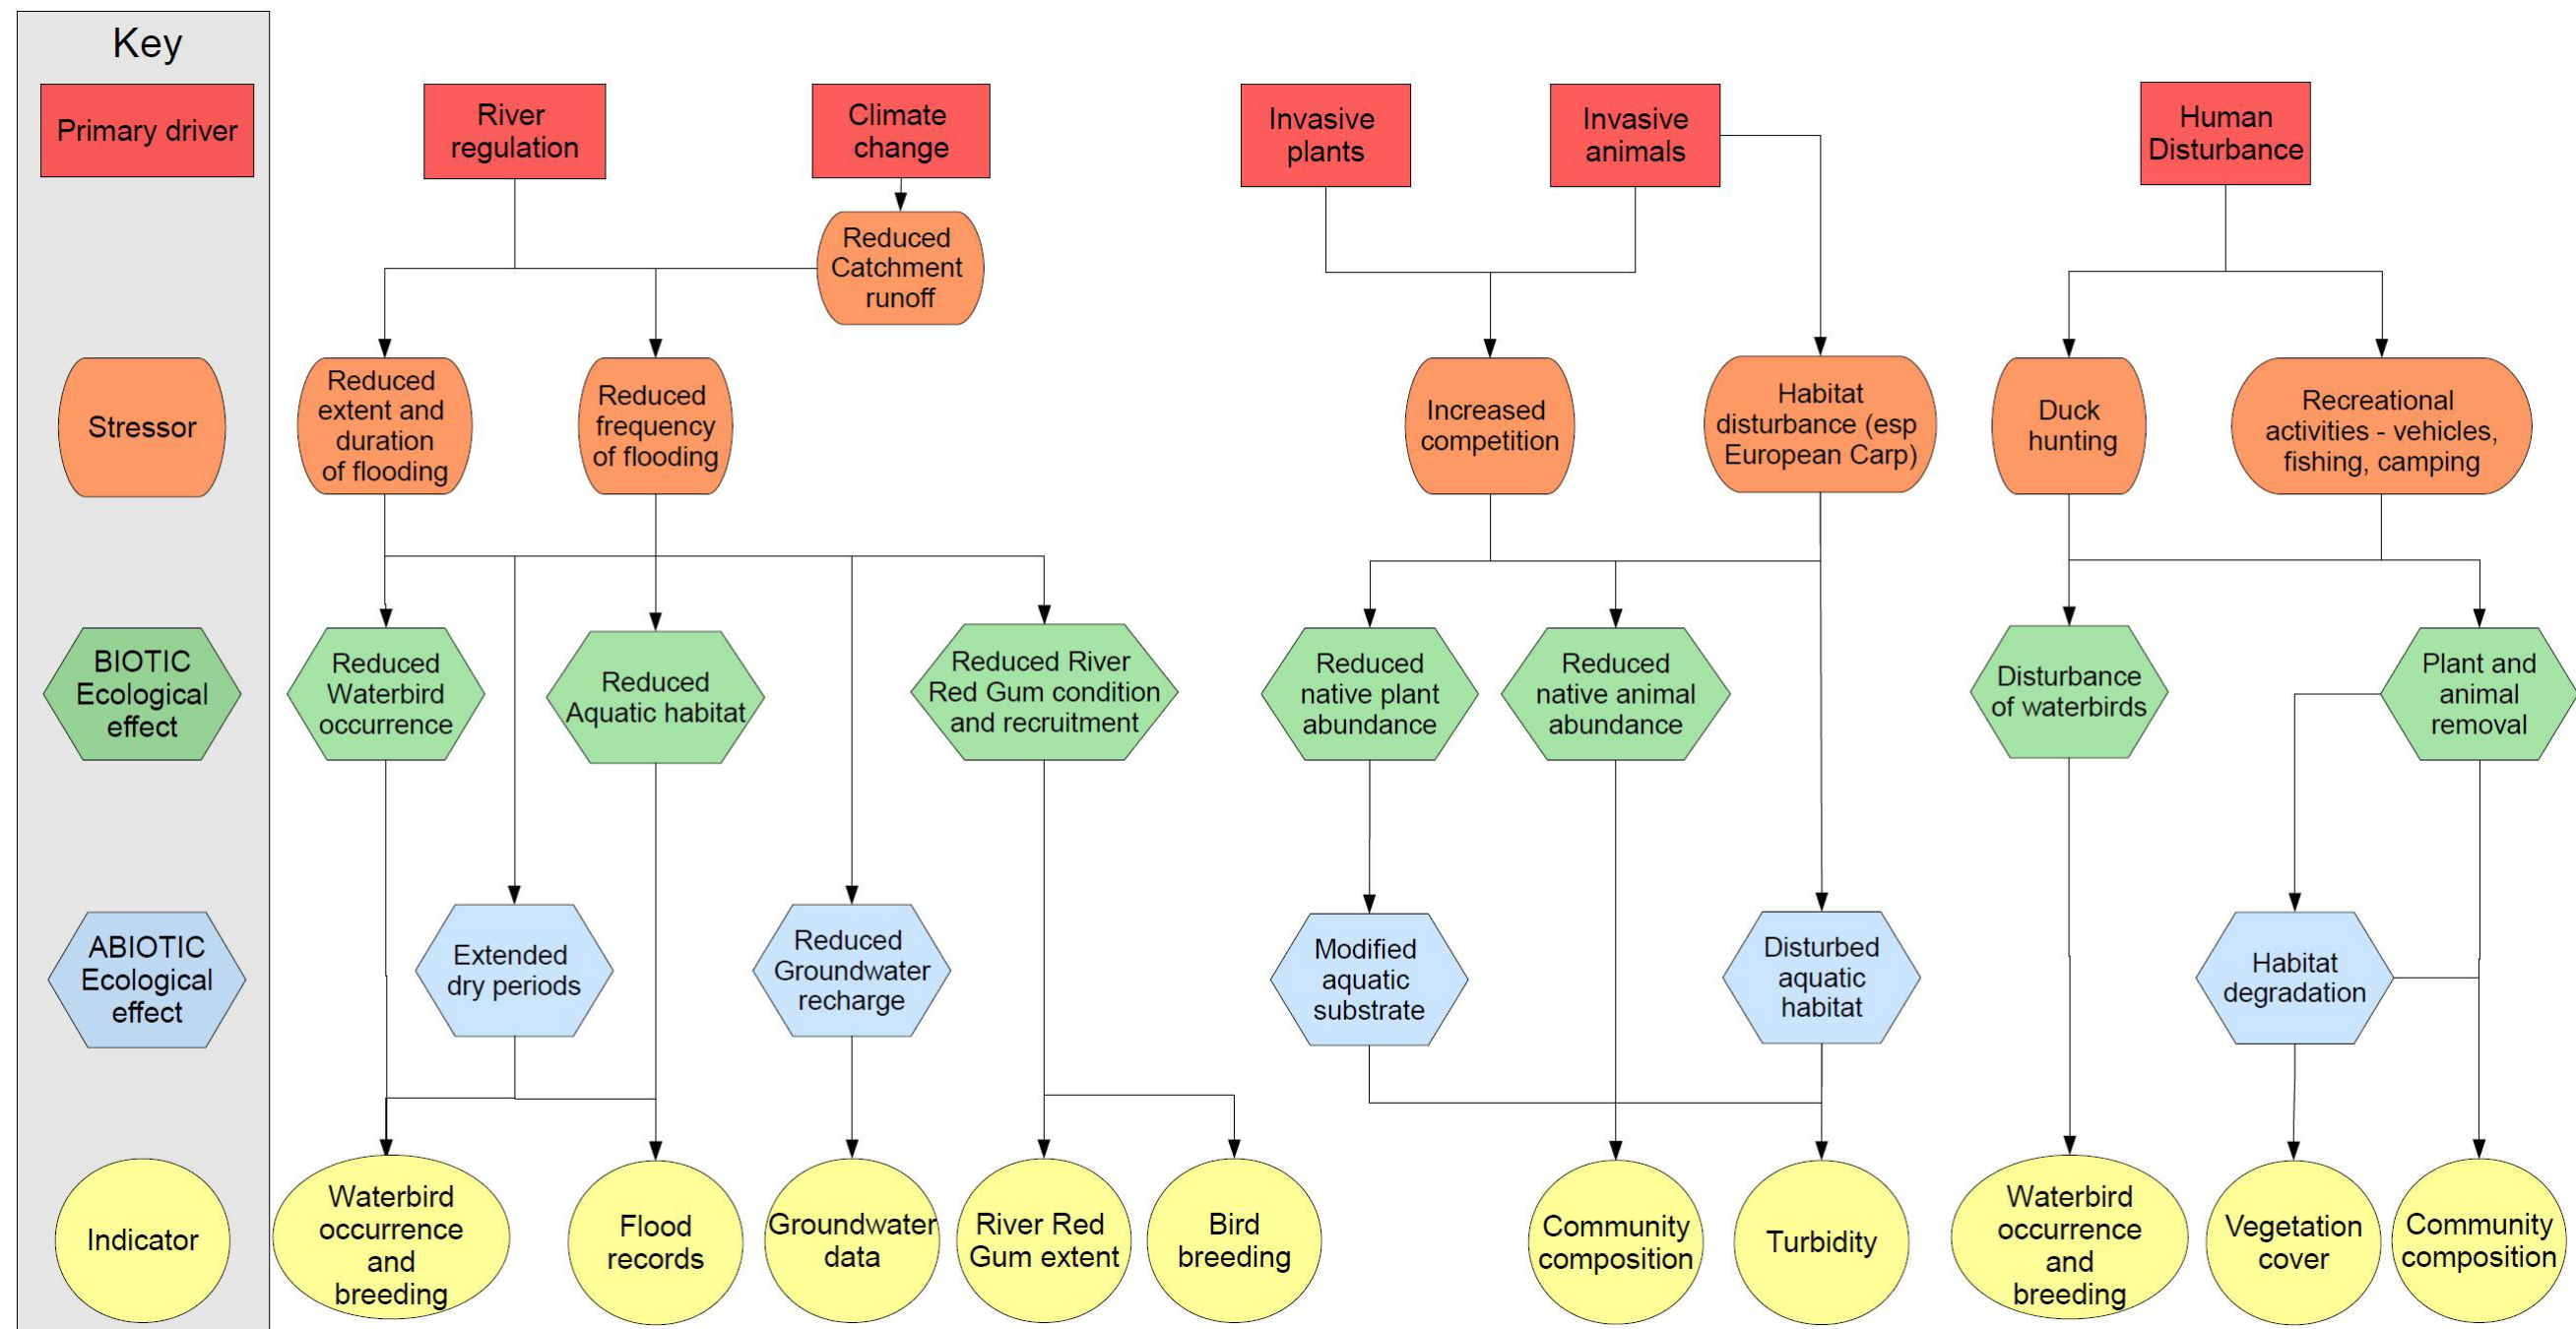 Key
Primary driver
Stressor
BIOTIC
Ecological
effect
ABIOTIC
Ecological
effect
Indicator
River
regulation
Climate
change
Invasive
plants
Invasive
animals
Human
Disturbance
Reduced
Catchment
runoff
Reduced
extent and
duration
of flooding
Reduced
frequency
of flooding
Increased
competition
Habitat
disturbance (esp
European Carp)
Duck
hunting
Recreational
activities - vehicles,
fishing, camping
Reduced
Waterbird
occurrence
Reduced
Aquatic habitat
Reduced River
Red Gum condition
and recruitment
Reduced
native plant
abundance
Reduced
native animal
abundance
Disturbance
of waterbirds
Plant and
animal
removal
Extended
dry periods
Reduced
Groundwater
recharge
Modified
aquatic
substrate
Disturbed
aquatic
habitat
Habitat
degradation
Waterbird
occurrence
and
breeding
Flood
records
Groundwater
data
River Red
Gum extent
Bird
breeding
Community
composition
Turbidity
Waterbird
occurrence
and
breeding
Vegetation
cover
Community
composition